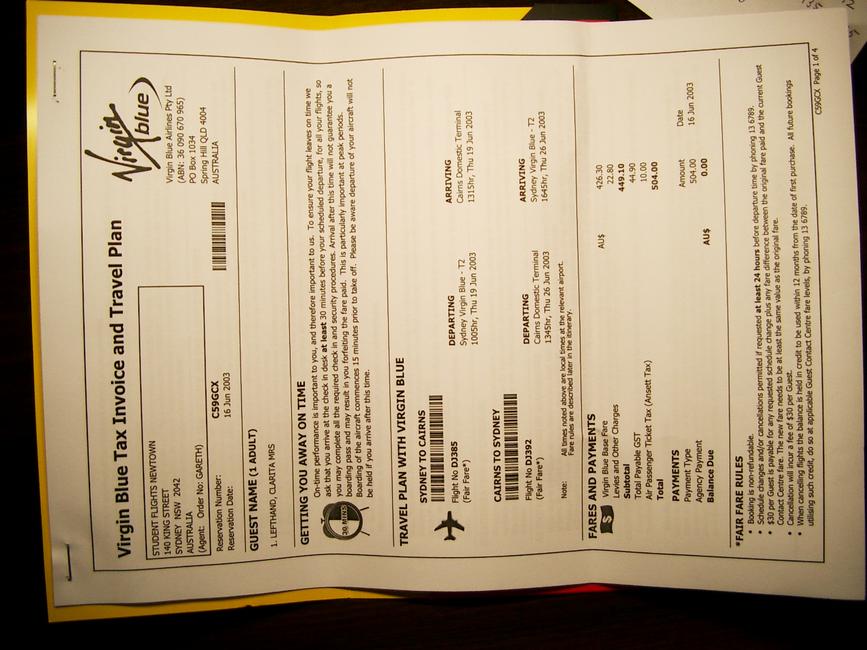 Virgin Blue Tax Invoice and Travel Plan
Virgin blue
STUDENT FLIGHTS NEWTOWN
140 KING STREET
SYDNEY NSW 2042
AUSTRALIA
(Agent: Order No: GARETH)
Virgin Blue Airlines Pty Ltd
(ABN: 36 090 670 965)
PO Box 1034
Spring Hill QLD 4004
AUSTRALIA
Reservation Number: C59GCX
Reservation Date: 16 Jun 2003
GUEST NAME (1 ADULT)
1. LEFTHAND, CLARITA MRS
GETTING YOU AWAY ON TIME
30 MINUTES
On-time performance is important to you, and therefore important to us. To ensure your flight leaves on time we
ask that you arrive at the check in desk at least 30 minutes before your scheduled departure, for all your flights, so
you may complete all the required check in and security procedures. Arrival after this time will not guarantee you a
boarding pass and may result in you forfeiting the fare paid. This is particularly important at peak periods.
Boarding of the aircraft commences 15 minutes prior to take off. Please be aware departure of your aircraft will not
be held if you arrive after this time.
TRAVEL PLAN WITH VIRGIN BLUE
SYDNEY TO CAIRNS
Flight No DJ385
(Fair Fare*)
DEPARTING
Sydney Virgin Blue - T2
1005hr, Thu 19 Jun 2003
ARRIVING
Cairns Domestic Terminal
1315hr, Thu 19 Jun 2003
CAIRNS TO SYDNEY
Flight No DJ392
(Fair Fare*)
DEPARTING
Cairns Domestic Terminal
1345hr, Thu 26 Jun 2003
ARRIVING
Sydney Virgin Blue - T2
1645hr, Thu 26 Jun 2003
Note: All times noted above are local times at the relevant airport.
Fare rules are described later in the itinerary.
FARES AND PAYMENTS
$
Virgin Blue Base Fare AU$ 426.30
Levies and Other Charges 22.80
Subtotal 449.10
Total Payable GST 44.90
Air Passenger Ticket Tax (Ansett Tax) 10.00
Total 504.00
PAYMENTS
Payment Type Amount Date
Agency Payment 504.00 16 Jun 2003
Balance Due AU$ 0.00
*FAIR FARE RULES
• Booking is non-refundable.
• Schedule changes and/or cancellations permitted if requested at least 24 hours before departure time by phoning 13 6789.
• $30 per Guest is payable for any requested schedule change plus any fare difference between the original fare paid and the current Guest
Contact Centre fare. The new fare needs to be at least the same value as the original fare.
• Cancellation will incur a fee of $30 per Guest.
• When cancelling flights the balance is held in credit to be used within 12 months from the date of first purchase. All future bookings
utilising such credit, do so at applicable Guest Contact Centre fare levels, by phoning 13 6789.
C59GCX Page 1 of 4